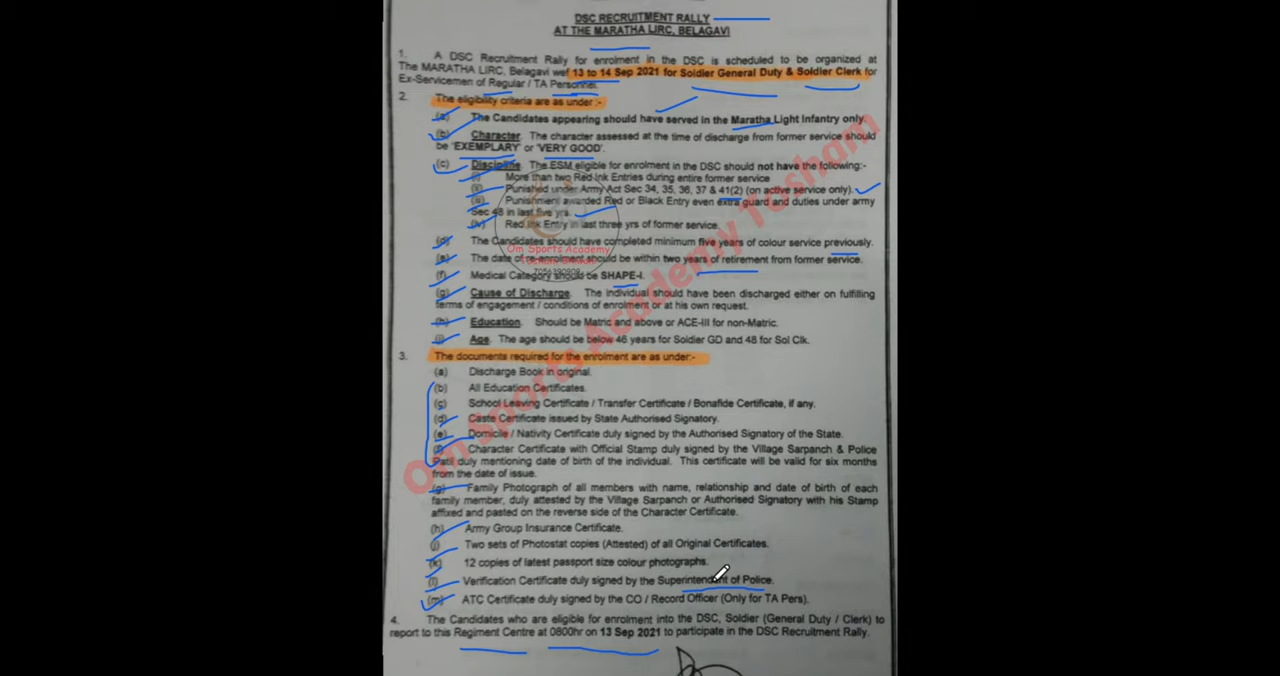 DSC RECRUITMENT RALLY
AT THE MARATHA LIRC, BELAGAVI
1. A DSC Recruitment Rally for enrolment in the DSC is scheduled to be organized at
The MARATHA LIRC, Belagavi wef 13 to 14 Sep 2021 for Soldier General Duty & Soldier Clerk for
Ex-Servicemen of Regular / TA Personnel.
2. The eligibility criteria are as under :-
(a) The Candidates appearing should have served in the Maratha Light Infantry only.
(b) Character. The character assessed at the time of discharge from former service should
be 'EXEMPLARY' or 'VERY GOOD'.
(c) Discipline. The ESM eligible for enrolment in the DSC should not have the following:-
(i) More than two Red Ink Entries during entire former service
(ii) Punished under Army Act Sec 34, 35, 36, 37 & 41(2) (on active service only).
(iii) Punishment awarded Red or Black Entry even extra guard and duties under army
Sec 48 in last five yrs.
(iv) Red Ink Entry in last three yrs of former service.
(d) The Candidates should have completed minimum five years of colour service previously.
(e) The date of re-enrolment should be within two years of retirement from former service.
(f) Medical Category should be SHAPE-I.
(g) Cause of Discharge. The individual should have been discharged either on fulfilling
terms of engagement / conditions of enrolment or at his own request.
(h) Education. Should be Matric and above or ACE-III for non-Matric.
(i) Age. The age should be below 46 years for Soldier GD and 48 for Sol Clk.
3. The documents required for the enrolment are as under:-
(a) Discharge Book in original.
(b) All Education Certificates.
(c) School Leaving Certificate / Transfer Certificate / Bonafide Certificate, if any.
(d) Caste Certificate issued by State Authorised Signatory.
(e) Domicile / Nativity Certificate duly signed by the Authorised Signatory of the State.
(f) Character Certificate with Official Stamp duly signed by the Village Sarpanch & Police
Patil duly mentioning date of birth of the individual. This certificate will be valid for six months
from the date of issue.
(g) Family Photograph of all members with name, relationship and date of birth of each
family member, duly attested by the Village Sarpanch or Authorised Signatory with his Stamp
affixed and pasted on the reverse side of the Character Certificate.
(h) Army Group Insurance Certificate.
(j) Two sets of Photostat copies (Attested) of all Original Certificates.
(k) 12 copies of latest passport size colour photographs.
(l) Verification Certificate duly signed by the Superintendent of Police.
(m) ATC Certificate duly signed by the CO / Record Officer (Only for TA Pers).
4. The Candidates who are eligible for enrolment into the DSC, Soldier (General Duty / Clerk) to
report to this Regiment Centre at 0800hr on 13 Sep 2021 to participate in the DSC Recruitment Rally.
Om Sports Academy Tosham
Om Sports Academy
7056390909